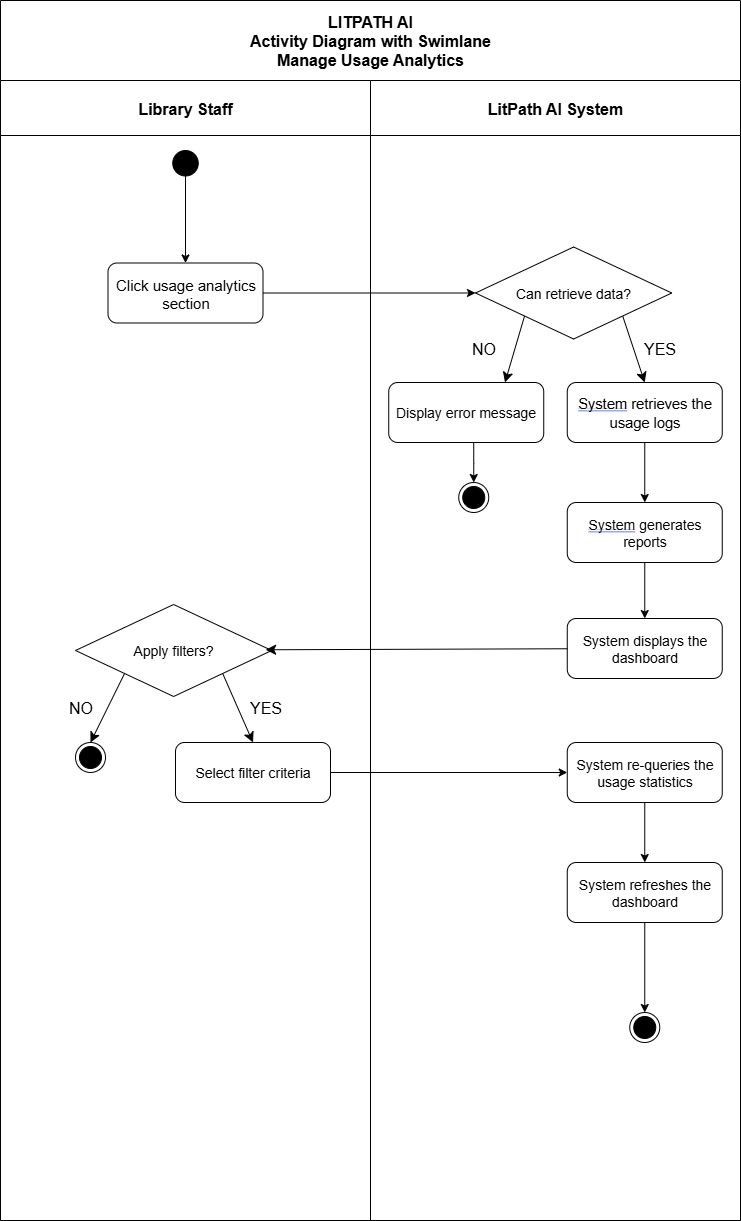 LITPATH AI
Activity Diagram with Swimlane
Manage Usage Analytics
Library Staff
LitPath AI System
Click usage analytics
section
Can retrieve data?
NO
YES
Display error message
System retrieves the
usage logs
System generates
reports
System displays the
dashboard
Apply filters?
NO
YES
Select filter criteria
System re-queries the
usage statistics
System refreshes the
dashboard